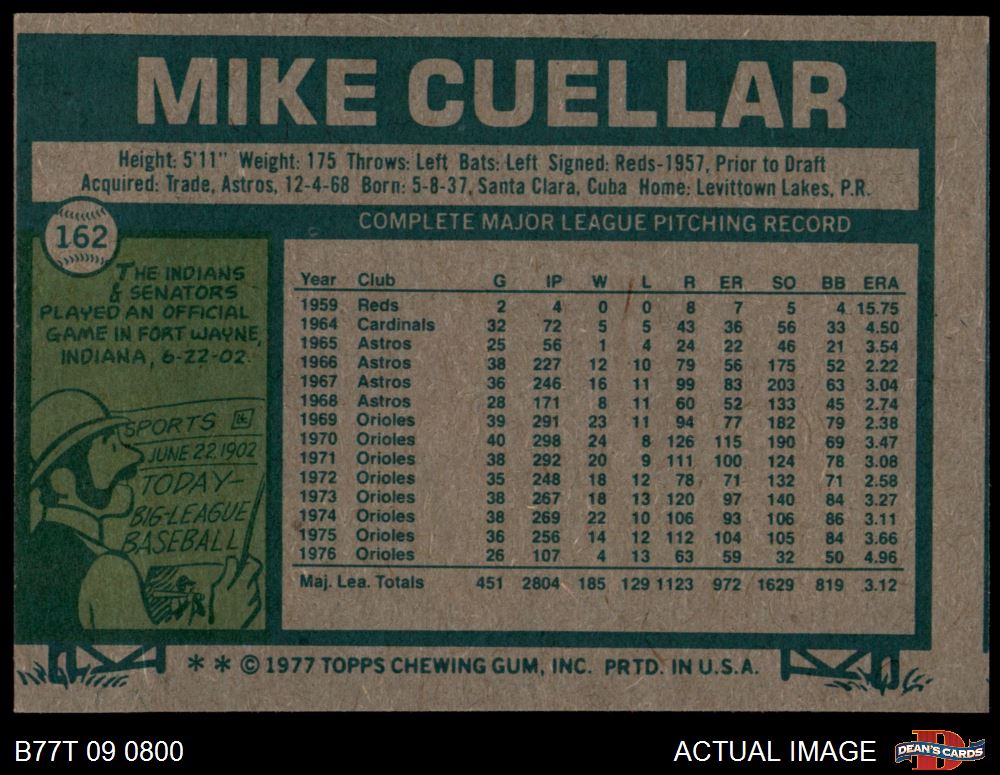 MIKE CUELLAR
Height: 5'11" Weight: 175 Throws: Left Bats: Left Signed: Reds-1957, Prior to Draft
Acquired: Trade, Astros, 12-4-68 Born: 5-8-37, Santa Clara, Cuba Home: Levittown Lakes, P.R.
162
COMPLETE MAJOR LEAGUE PITCHING RECORD
THE INDIANS
& SENATORS
PLAYED AN OFFICIAL
GAME IN FORT WAYNE,
INDIANA, 6-22-02.
SPORTS
JUNE 22, 1902
TODAY-
BIG-LEAGUE
BASEBALL
Year Club G IP W L R ER SO BB ERA
1959 Reds 2 4 0 0 8 7 5 4 15.75
1964 Cardinals 32 72 5 5 43 36 56 33 4.50
1965 Astros 25 56 1 4 24 22 46 21 3.54
1966 Astros 38 227 12 10 79 56 175 52 2.22
1967 Astros 36 246 16 11 99 83 203 63 3.04
1968 Astros 28 171 8 11 60 52 133 45 2.74
1969 Orioles 39 291 23 11 94 77 182 79 2.38
1970 Orioles 40 298 24 8 126 115 190 69 3.47
1971 Orioles 38 292 20 9 111 100 124 78 3.08
1972 Orioles 35 248 18 12 78 71 132 71 2.58
1973 Orioles 38 267 18 13 120 97 140 84 3.27
1974 Orioles 38 269 22 10 106 93 106 86 3.11
1975 Orioles 36 256 14 12 112 104 105 84 3.66
1976 Orioles 26 107 4 13 63 59 32 50 4.96
Maj. Lea. Totals 451 2804 185 129 1123 972 1629 819 3.12
* * © 1977 TOPPS CHEWING GUM, INC. PRTD. IN U.S.A.
B77T 09 0800
ACTUAL IMAGE
DEAN'S CARDS